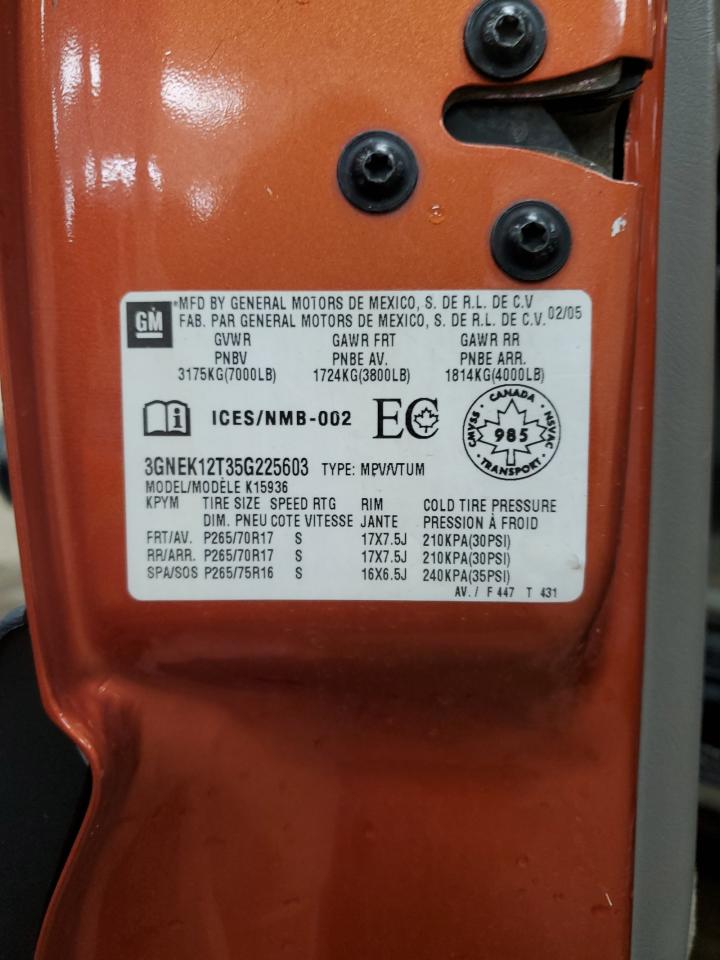 GM
*MFD BY GENERAL MOTORS DE MEXICO, S. DE R.L. DE C.V
FAB. PAR GENERAL MOTORS DE MEXICO, S. DE R.L. DE C.V. 02/05
GVWR GAWR FRT GAWR RR
PNBV PNBE AV. PNBE ARR.
3175KG(7000LB) 1724KG(3800LB) 1814KG(4000LB)
i ICES/NMB-002 EC
CANADA
CMVSS 985 NSVAC
TRANSPORT
3GNEK12T35G225603 TYPE: MPV/VTUM
MODEL/MODÈLE K15936
KPYM TIRE SIZE SPEED RTG RIM COLD TIRE PRESSURE
DIM. PNEU COTE VITESSE JANTE PRESSION À FROID
FRT/AV. P265/70R17 S 17X7.5J 210KPA(30PSI)
RR/ARR. P265/70R17 S 17X7.5J 210KPA(30PSI)
SPA/SOS P265/75R16 S 16X6.5J 240KPA(35PSI)
AV. / F 447 T 431